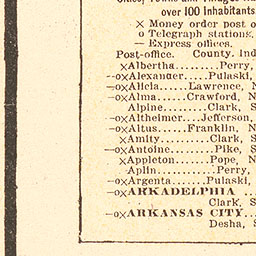 over 100 Inhabitants
× Money order post o
o Telegraph stations.
— Express offices.
Post-office. County. Ind
×Albertha.........Perry,
—o×Alexander.....Pulaski,
—o×Alicia.......Lawrence, N
—o×Alma......Crawford, N
Alpine.........Clark, S
—o×Altheimer....Jefferson,
—o×Altus......Franklin, N
×Amity.........Clark, S
—o×Antoine........Pike, S
×Appleton.......Pope, N
Aplin...........Perry,
—o×Argenta......Pulaski,
—o×ARKADELPHIA ...
Clark, S
—o×ARKANSAS CITY...
Desha, S